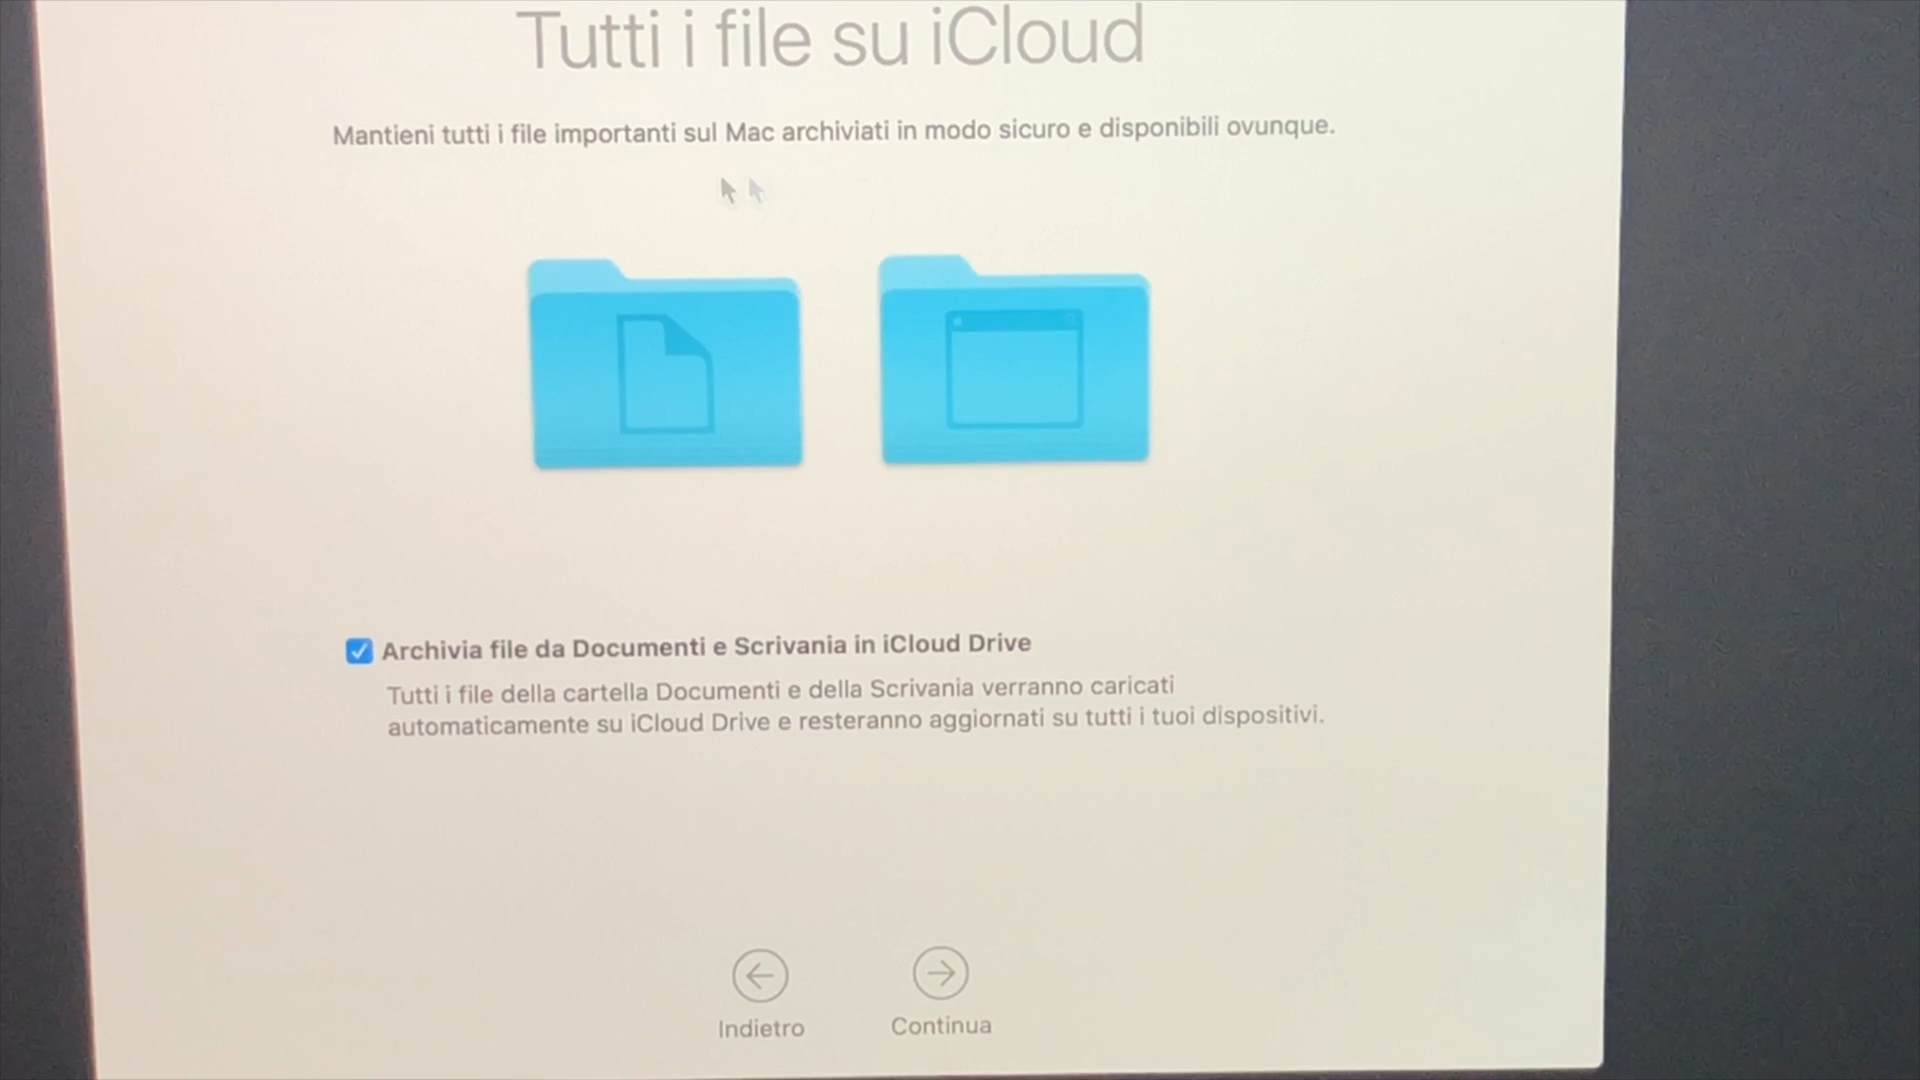 Tutti i file su iCloud
Mantieni tutti i file importanti sul Mac archiviati in modo sicuro e disponibili ovunque.
Archivia file da Documenti e Scrivania in iCloud Drive
Tutti i file della cartella Documenti e della Scrivania verranno caricati
automaticamente su iCloud Drive e resteranno aggiornati su tutti i tuoi dispositivi.
Indietro
Continua